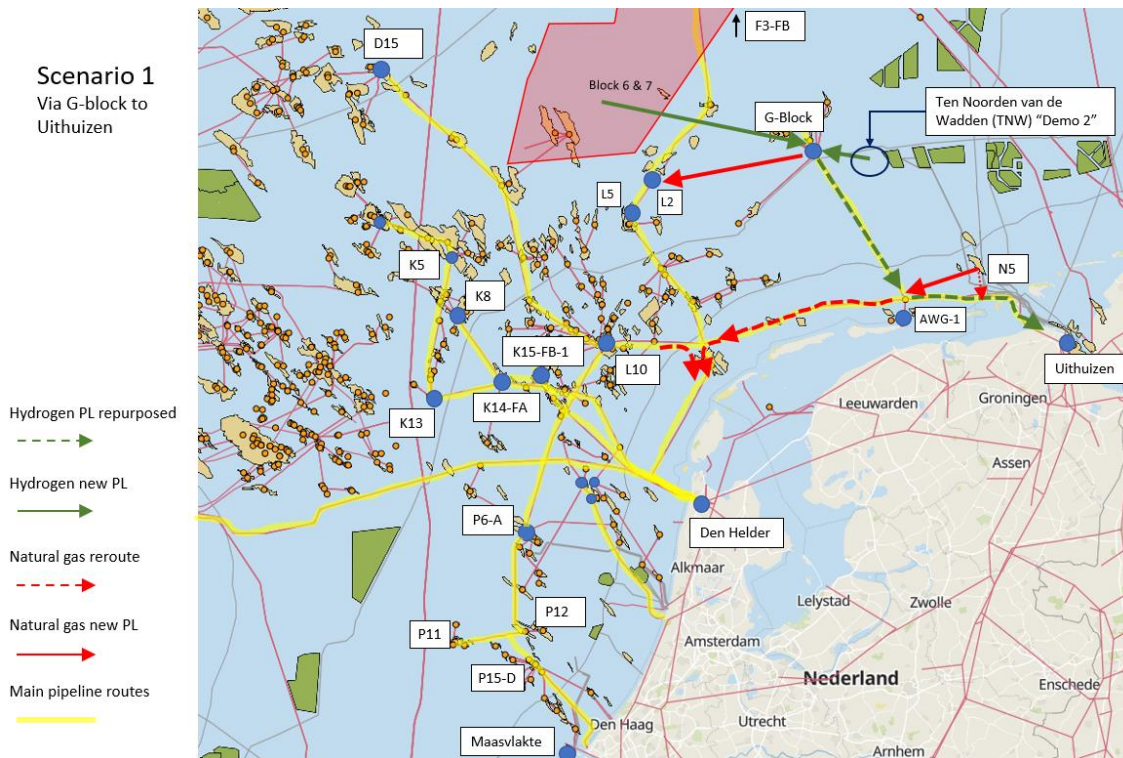 Scenario 1
Via G-block to
Uithuizen
Hydrogen PL repurposed
Hydrogen new PL
Natural gas reroute
Natural gas new PL
Main pipeline routes
D15
F3-FB
Block 6 & 7
G-Block
Ten Noorden van de
Wadden (TNW) "Demo 2"
L5
L2
K5
K8
N5
AWG-1
K15-FB-1
L10
Uithuizen
K13
K14-FA
Leeuwarden
Groningen
Assen
P6-A
Den Helder
Alkmaar
Lelystad
Zwolle
P12
P11
Amsterdam
P15-D
Nederland
Enschede
Den Haag
Utrecht
Maasvlakte
Arnhem